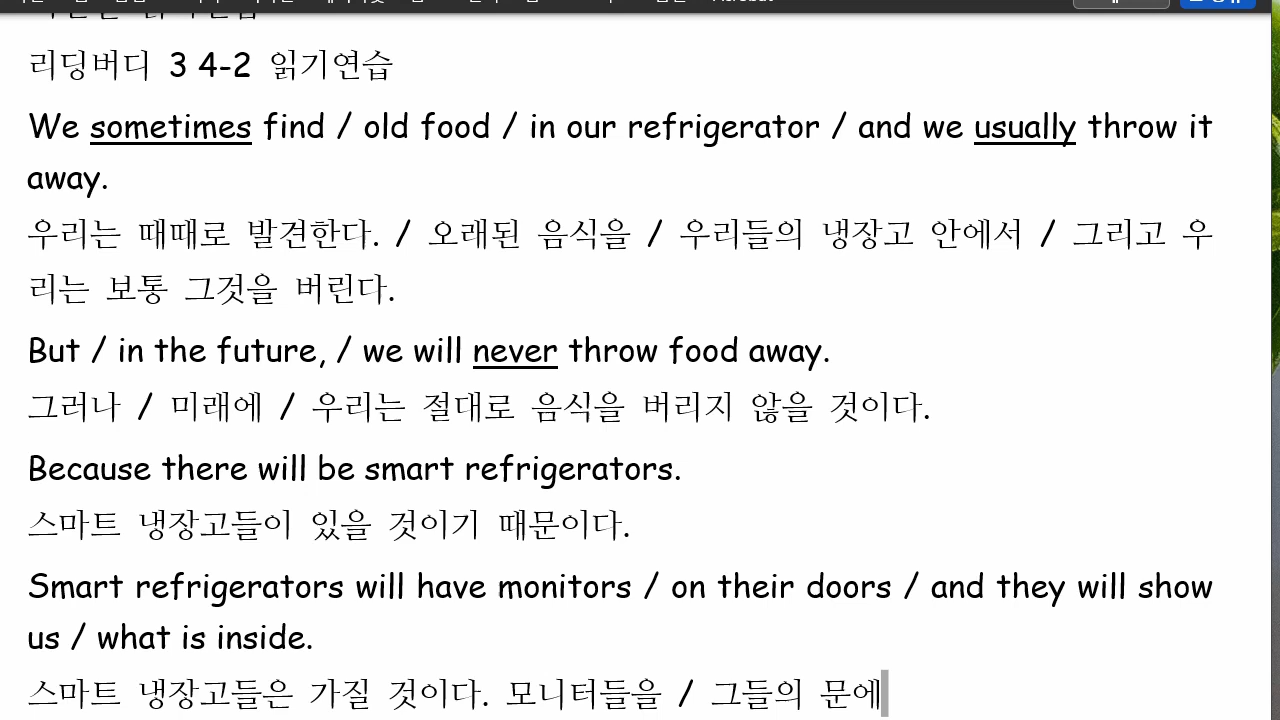 리딩버디 3 4-2 읽기연습
We sometimes find / old food / in our refrigerator / and we usually throw it
away.
우리는 때때로 발견한다. / 오래된 음식을 / 우리들의 냉장고 안에서 / 그리고 우
리는 보통 그것을 버린다.
But / in the future, / we will never throw food away.
그러나 / 미래에 / 우리는 절대로 음식을 버리지 않을 것이다.
Because there will be smart refrigerators.
스마트 냉장고들이 있을 것이기 때문이다.
Smart refrigerators will have monitors / on their doors / and they will show
us / what is inside.
스마트 냉장고들은 가질 것이다. 모니터들을 / 그들의 문에